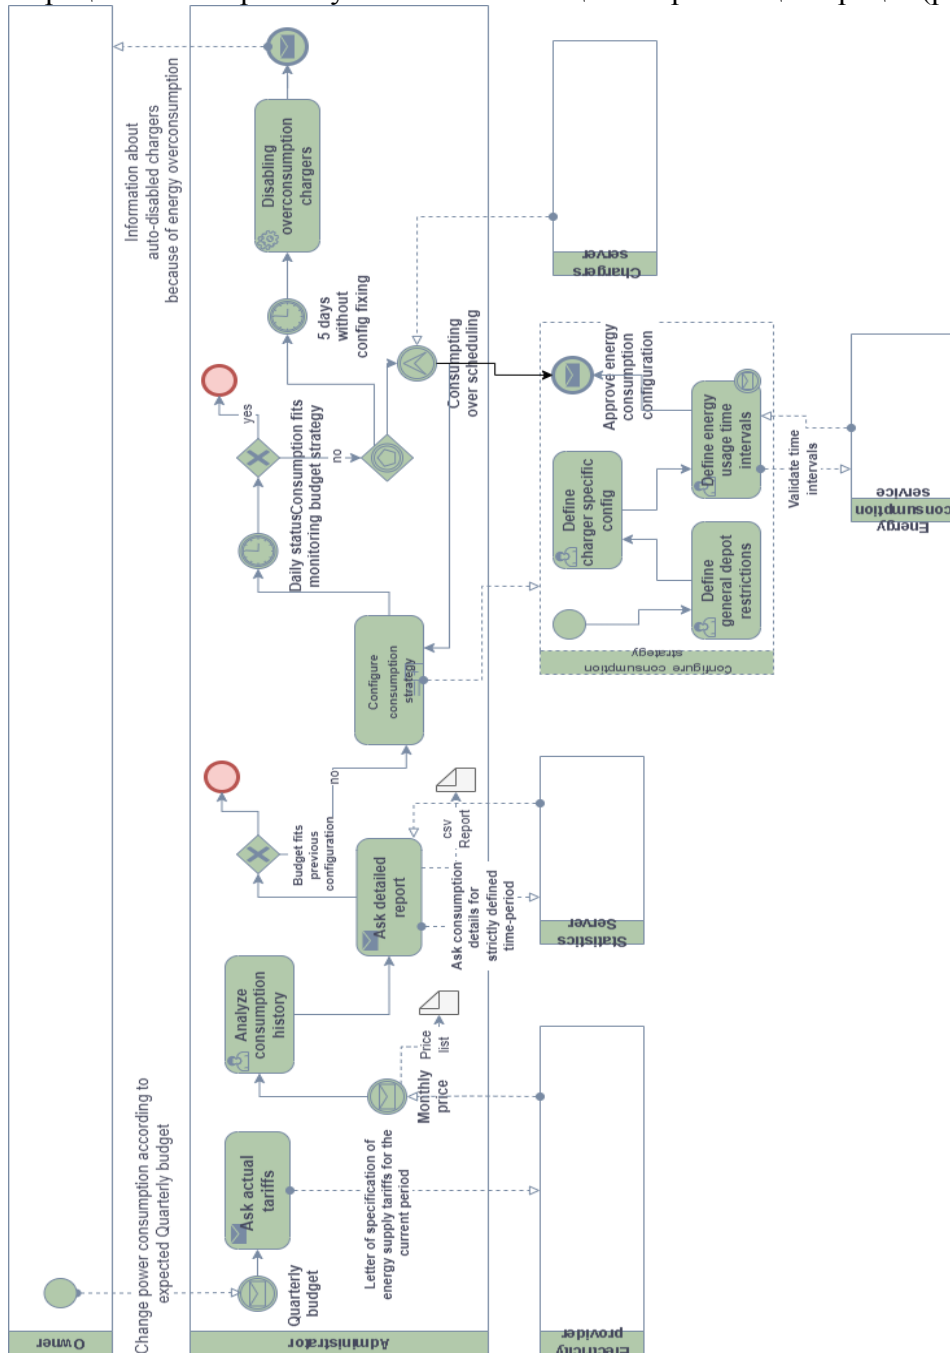 Information about
auto-disabled chargers
because of energy overconsumption
Disabling
overconsumption
chargers
5 days
without
config fixing
Chargers
server
yes
Consumption fits
budget strategy
no
Daily status
monitoring
Consumpting
over scheduling
Approve energy
consumption
configuration
Define
charger specific
config
Define energy
usage time
intervals
Validate time
intervals
Define
general depot
restrictions
Configure consumption
strategy
Energy
consumption
service
Configure
consumption
strategy
Budget fits
previous
configuration
no
Ask detailed
report
csv
Report
Ask consumption
details for
strictly defined
time-period
Statistics
Server
Analyze
consumption
history
Price
list
Monthly
price
Change power consumption according to
expected Quarterly budget
Ask actual
tariffs
Letter of specification of
energy supply tariffs for the
current period
Quarterly
budget
Owner
Administrator
Electricity
provider